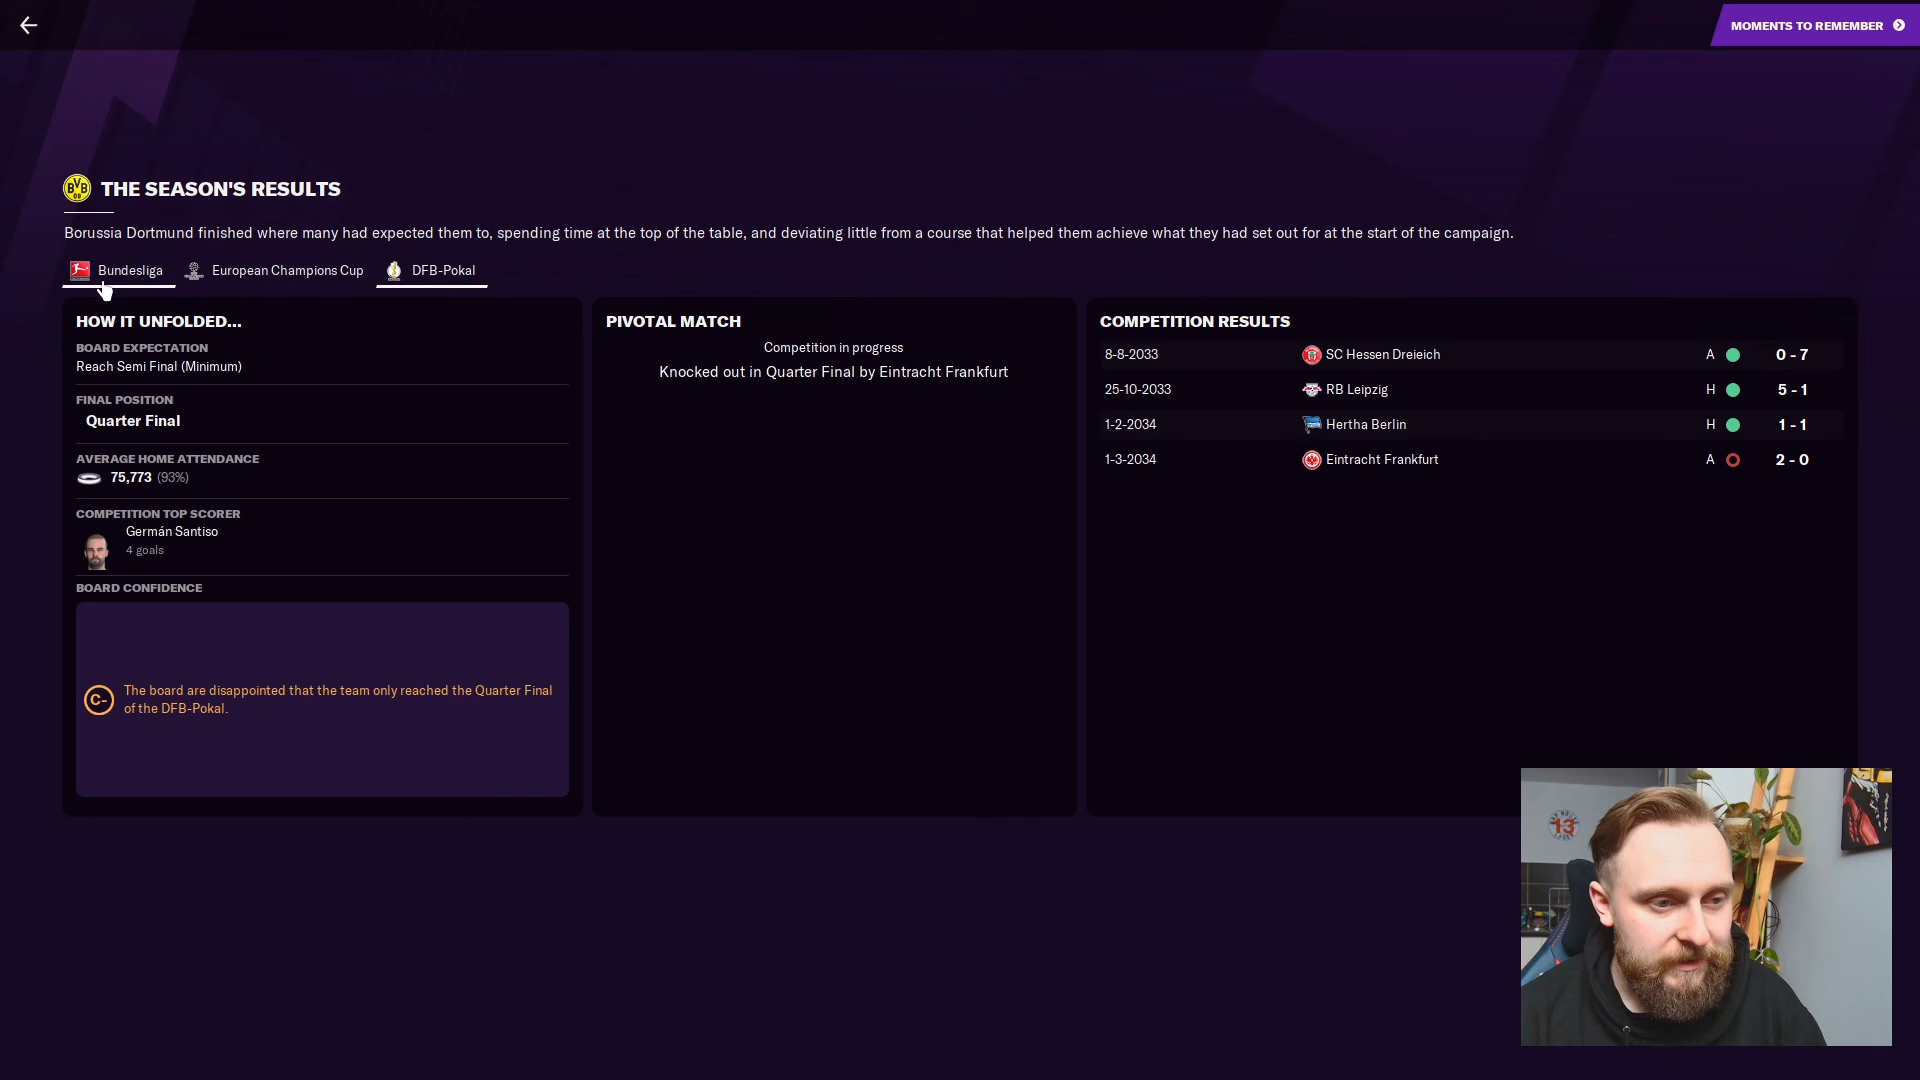 MOMENTS TO REMEMBER
THE SEASON'S RESULTS
Borussia Dortmund finished where many had expected them to, spending time at the top of the table, and deviating little from a course that helped them achieve what they had set out for at the start of the campaign.
Bundesliga European Champions Cup DFB-Pokal
HOW IT UNFOLDED...
BOARD EXPECTATION
Reach Semi Final (Minimum)
FINAL POSITION
Quarter Final
AVERAGE HOME ATTENDANCE
75,773 (93%)
COMPETITION TOP SCORER
Germán Santiso
4 goals
BOARD CONFIDENCE
C-
The board are disappointed that the team only reached the Quarter Final
of the DFB-Pokal.
PIVOTAL MATCH
Competition in progress
Knocked out in Quarter Final by Eintracht Frankfurt
COMPETITION RESULTS
8-8-2033 SC Hessen Dreieich A 0 - 7
25-10-2033 RB Leipzig H 5 - 1
1-2-2034 Hertha Berlin H 1 - 1
1-3-2034 Eintracht Frankfurt A 2 - 0
BVB
09
13